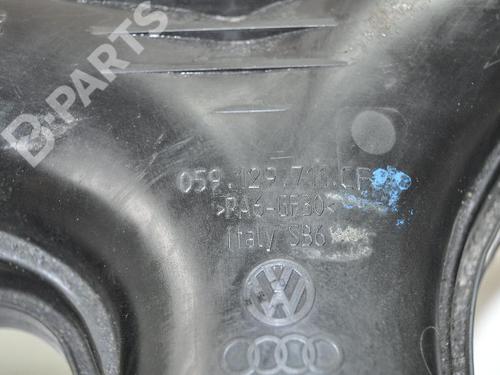 B-PARTS
059.129.711.CF
>PA6-GF30<
Italy SB6